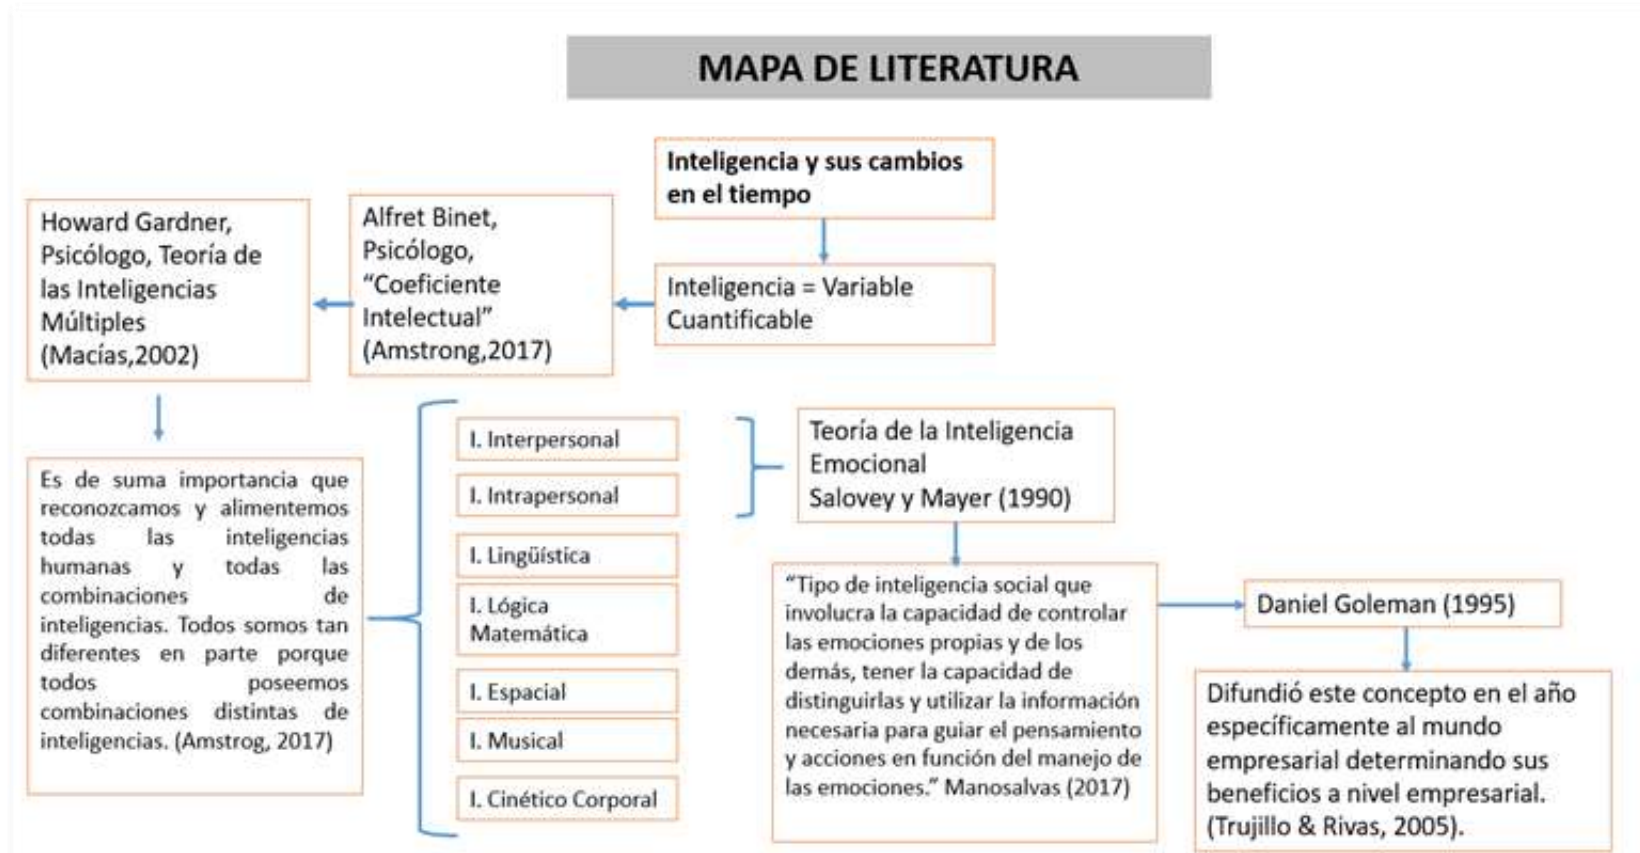 MAPA DE LITERATURA
Inteligencia y sus cambios
en el tiempo
Inteligencia = Variable
Cuantificable
Alfret Binet,
Psicólogo,
“Coeficiente
Intelectual”
(Amstrong,2017)
Howard Gardner,
Psicólogo, Teoría de
las Inteligencias
Múltiples
(Macías,2002)
Es de suma importancia que
reconozcamos y alimentemos
todas las inteligencias
humanas y todas las
combinaciones de
inteligencias. Todos somos tan
diferentes en parte porque
todos poseemos
combinaciones distintas de
inteligencias. (Amstrog, 2017)
I. Interpersonal
I. Intrapersonal
I. Lingüística
I. Lógica
Matemática
I. Espacial
I. Musical
I. Cinético Corporal
Teoría de la Inteligencia
Emocional
Salovey y Mayer (1990)
“Tipo de inteligencia social que
involucra la capacidad de controlar
las emociones propias y de los
demás, tener la capacidad de
distinguirlas y utilizar la información
necesaria para guiar el pensamiento
y acciones en función del manejo de
las emociones.” Manosalvas (2017)
Daniel Goleman (1995)
Difundió este concepto en el año
específicamente al mundo
empresarial determinando sus
beneficios a nivel empresarial.
(Trujillo & Rivas, 2005).